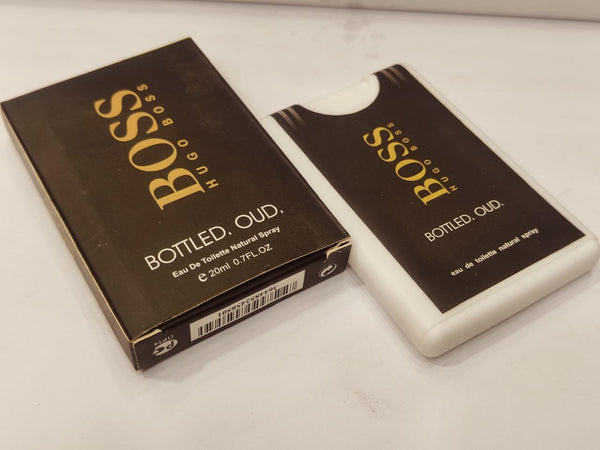 BOSS
HUGO BOSS
BOTTLED. OUD.
Eau De Toilette Natural Spray
e 20ml 0.7FL.OZ
BOSS
HUGO BOSS
BOTTLED. OUD.
eau de toilette natural spray